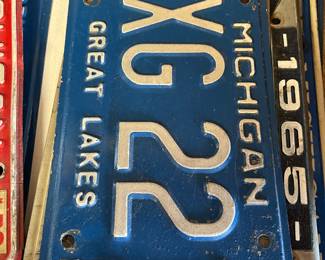 MICHIGAN
XG 22
GREAT LAKES
-1965-